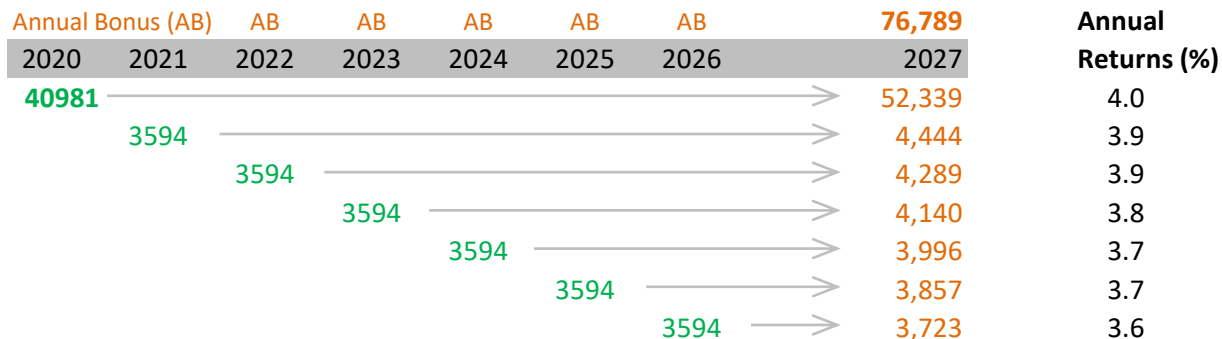 Annual Bonus (AB) AB AB AB AB AB 76,789 Annual
2020 2021 2022 2023 2024 2025 2026 2027 Returns (%)
40981 52,339 4.0
3594 4,444 3.9
3594 4,289 3.9
3594 4,140 3.8
3594 3,996 3.7
3594 3,857 3.7
3594 3,723 3.6